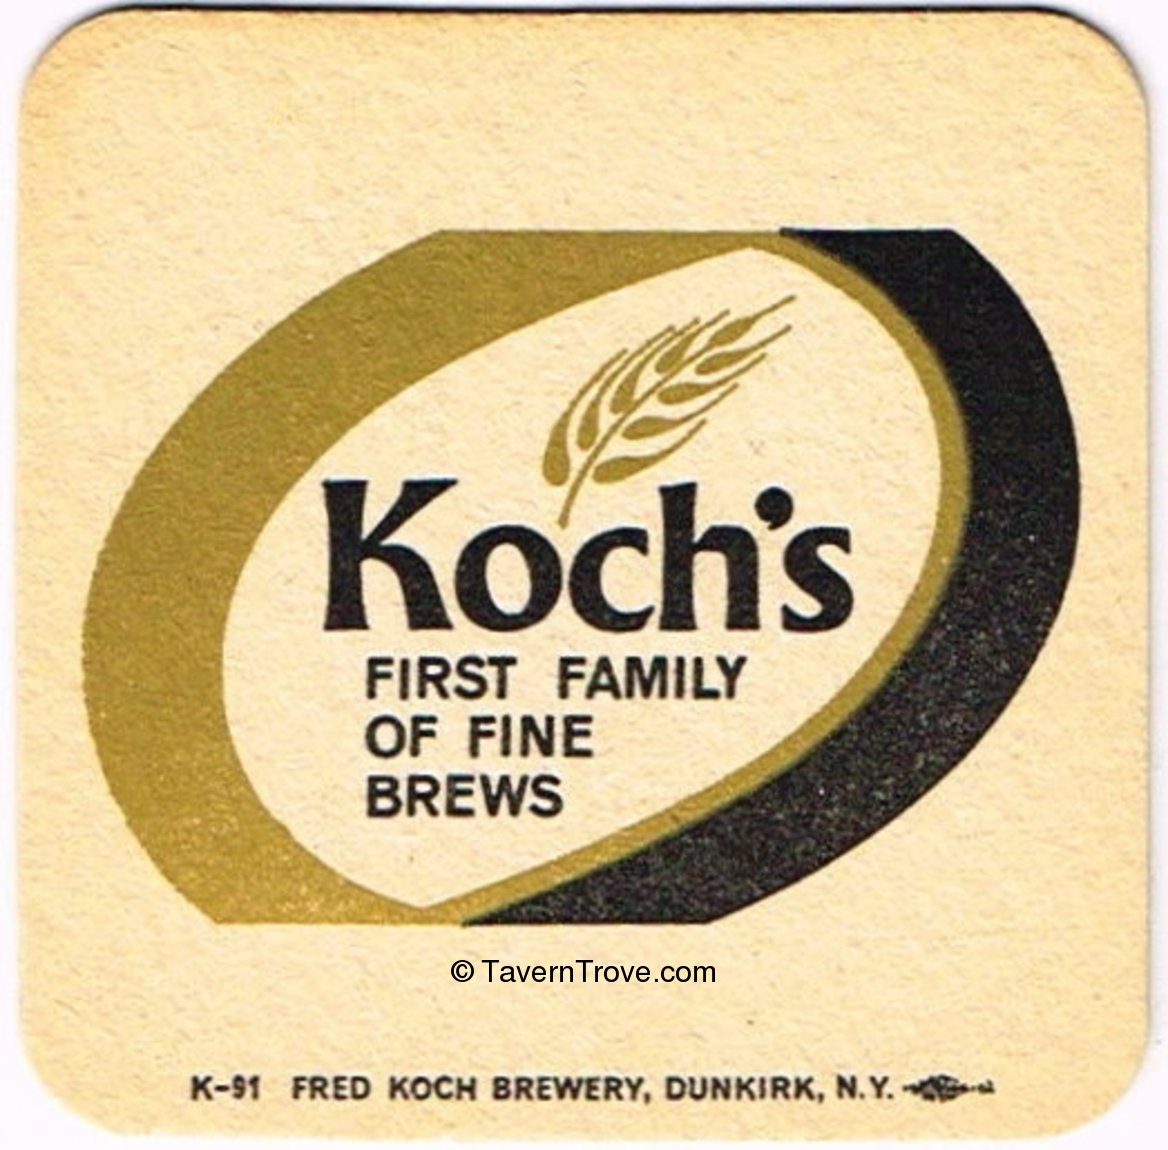 Koch's
FIRST FAMILY
OF FINE
BREWS
© TavernTrove.com
K-91 FRED KOCH BREWERY, DUNKIRK, N.Y.